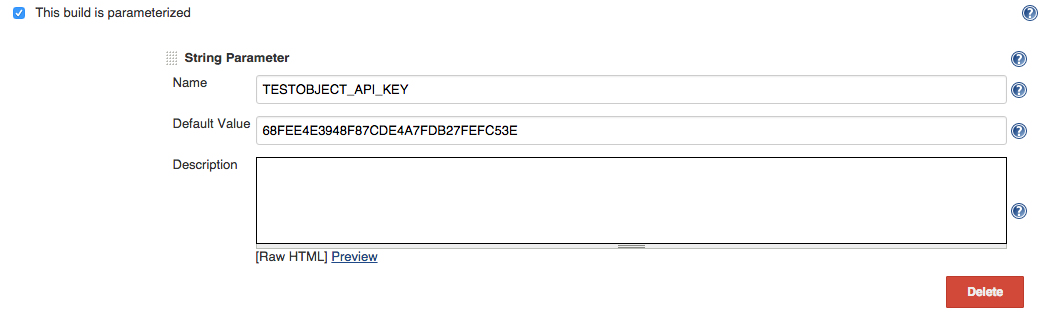 This build is parameterized
String Parameter
Name
TESTOBJECT_API_KEY
Default Value
68FEE4E3948F87CDE4A7FDB27FEFC53E
Description
[Raw HTML] Preview
Delete